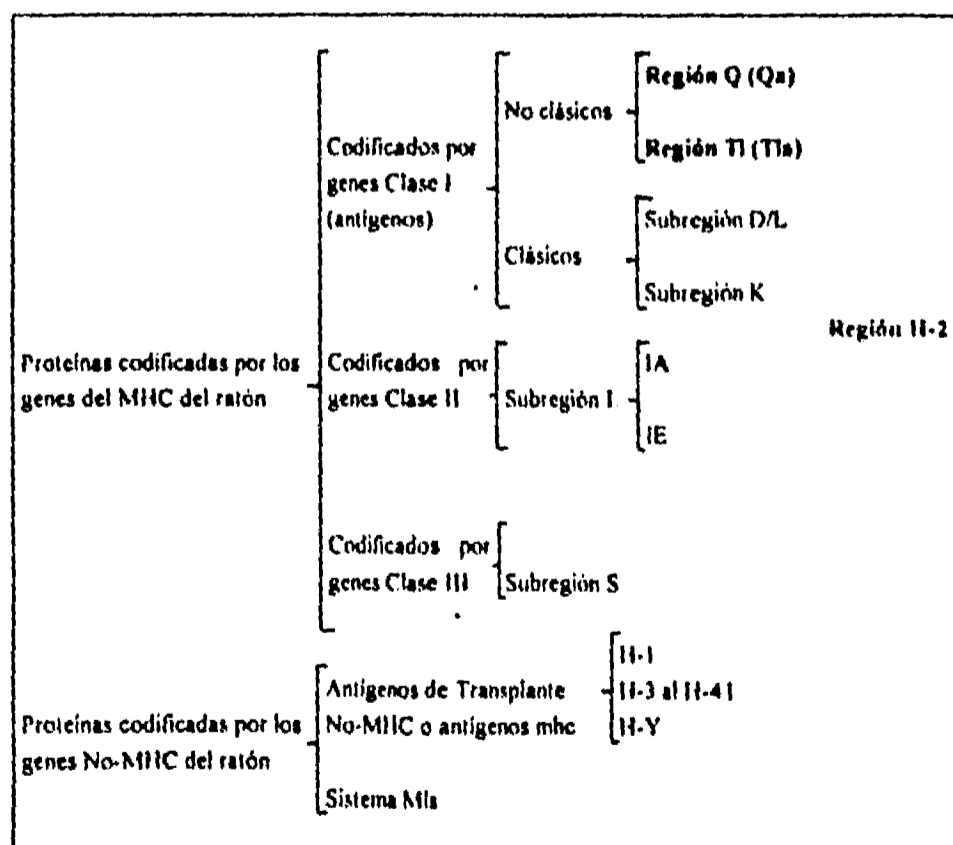 Región Q (Qa)
No clásicos
Región Tl (Tla)
Codificados por
genes Clase I
(antígenos)
Subregión D/L
Clásicos
Subregión K
Región H-2
Proteínas codificadas por los
genes del MHC del ratón
Codificados por
genes Clase II
Subregión I
IA
IE
Codificados por
genes Clase III
Subregión S
Proteínas codificadas por los
genes No-MHC del ratón
Antígenos de Transplante
No-MHC o antígenos mhc
H-1
H-3 al H-41
H-Y
Sistema Mls